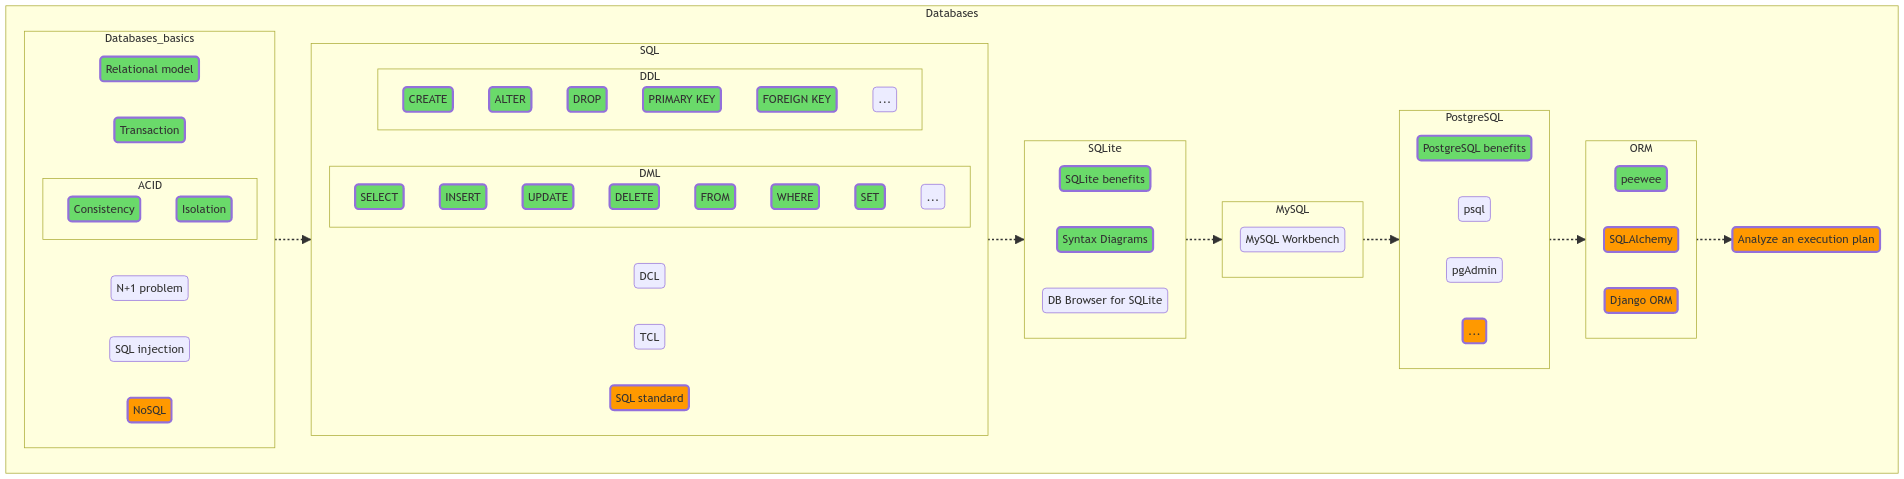 Databases
Databases_basics
Relational model
Transaction
ACID
Consistency
Isolation
N+1 problem
SQL injection
NoSQL
SQL
DDL
CREATE
ALTER
DROP
PRIMARY KEY
FOREIGN KEY
...
DML
SELECT
INSERT
UPDATE
DELETE
FROM
WHERE
SET
...
DCL
TCL
SQL standard
SQLite
SQLite benefits
Syntax Diagrams
DB Browser for SQLite
MySQL
MySQL Workbench
PostgreSQL
PostgreSQL benefits
psql
pgAdmin
...
ORM
peewee
SQLAlchemy
Django ORM
Analyze an execution plan